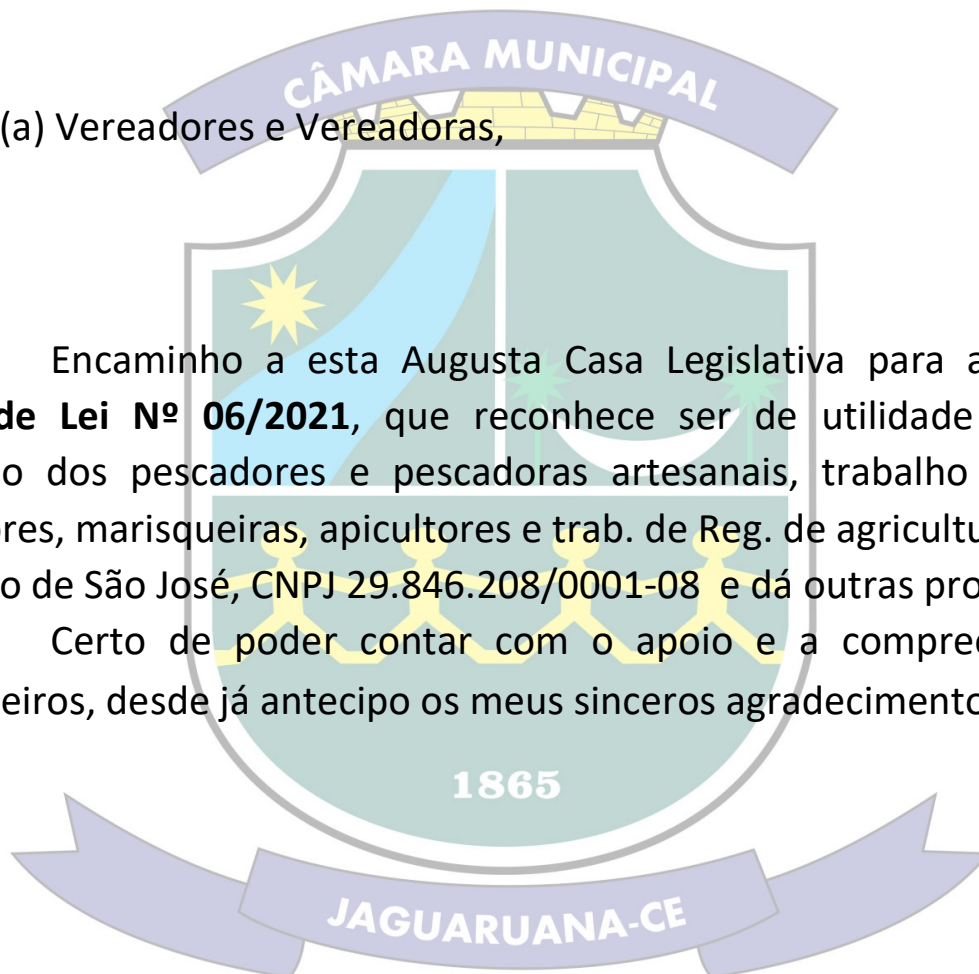 CÂMARA MUNICIPAL
(a) Vereadores e Vereadoras,
Encaminho a esta Augusta Casa Legislativa para a
de Lei Nº 06/2021, que reconhece ser de utilidade
o dos pescadores e pescadoras artesanais, trabalho
res, marisqueiras, apicultores e trab. de Reg. de agricultu
o de São José, CNPJ 29.846.208/0001-08 e dá outras pro
Certo de poder contar com o apoio e a compree
eiros, desde já antecipo os meus sinceros agradecimento
1865
JAGUARUANA-CE